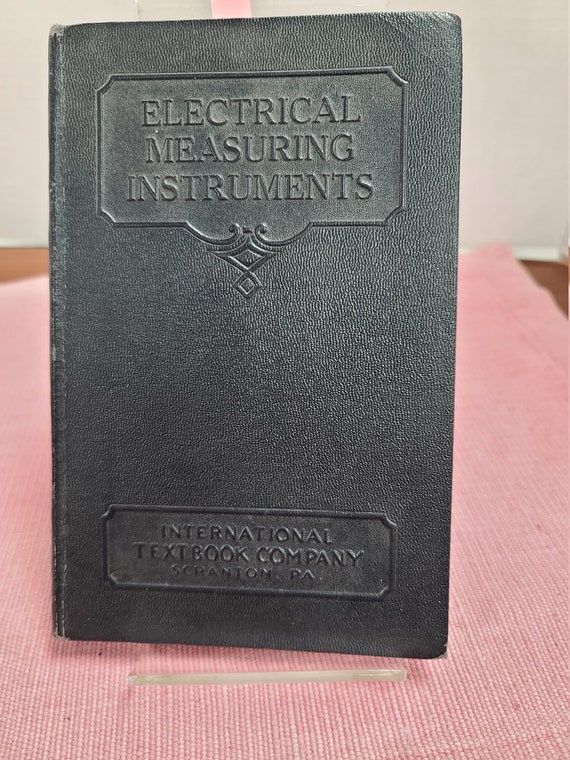 ELECTRICAL
MEASURING
INSTRUMENTS
INTERNATIONAL
TEXTBOOK COMPANY
SCRANTON, PA.